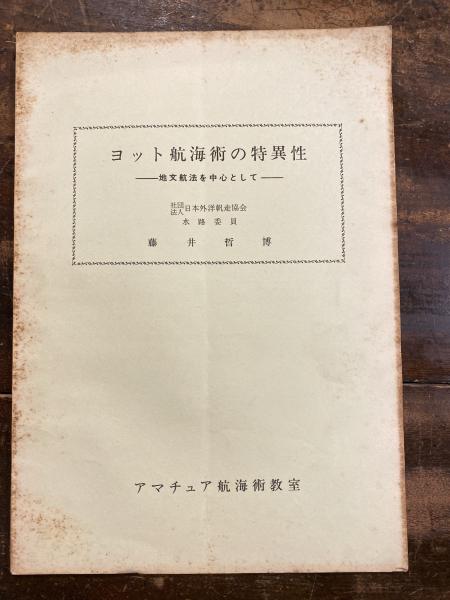 ヨット航海術の特異性
――地文航法を中心として――
社団法人日本外洋帆走協会
水路委員
藤井哲博
アマチュア航海術教室